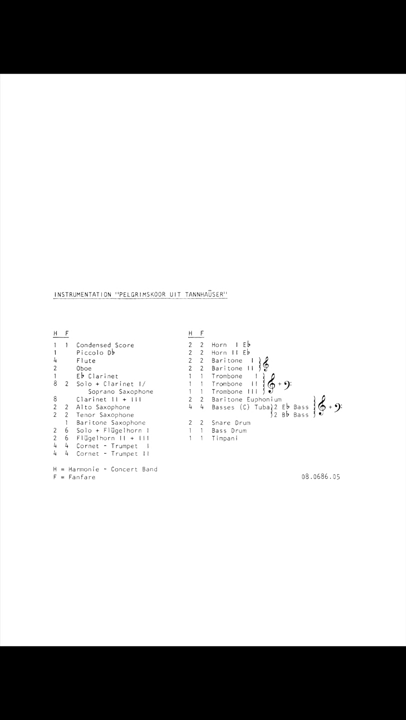 INSTRUMENTATION "PELGRIMSKOOR UIT TANNHAÜSER"
H F
1 1 Condensed Score
1 Piccolo D♭
4 Flute
2 Oboe
1 E♭ Clarinet
8 2 Solo + Clarinet I/
Soprano Saxophone
8 Clarinet II + III
2 2 Alto Saxophone
2 2 Tenor Saxophone
1 Baritone Saxophone
2 6 Solo + Flügelhorn I
2 6 Flügelhorn II + III
4 4 Cornet - Trumpet I
4 4 Cornet - Trumpet II
H = Harmonie - Concert Band
F = Fanfare
H F
2 2 Horn I E♭
2 2 Horn II E♭
2 2 Baritone I
2 2 Baritone II
1 1 Trombone I
1 1 Trombone II
1 1 Trombone III
2 2 Baritone Euphonium
4 4 Basses (C) Tuba 2 E♭ Bass
2 B♭ Bass
2 2 Snare Drum
1 1 Bass Drum
1 1 Timpani
08.0686.05